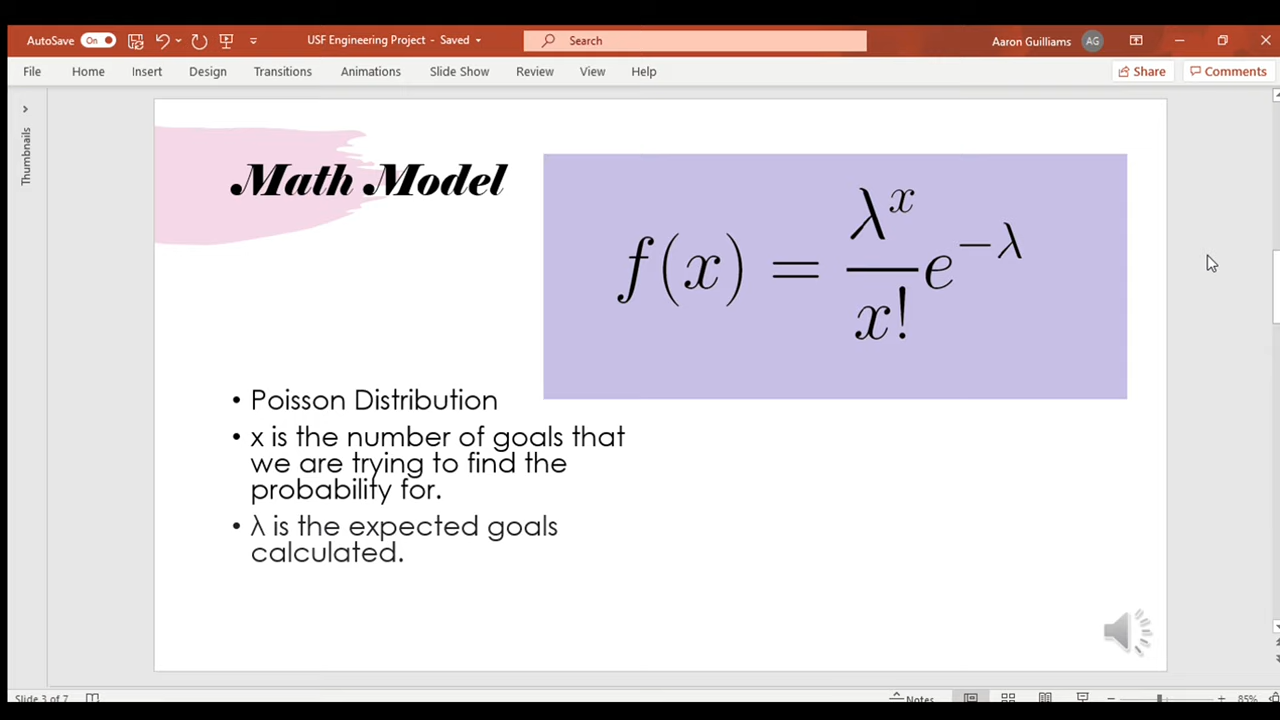 AutoSave On USF Engineering Project - Saved Search Aaron Guilliams AG
File Home Insert Design Transitions Animations Slide Show Review View Help Share Comments
Thumbnails
Math Model
f(x) = λ^x / x! e^−λ
• Poisson Distribution
• x is the number of goals that
we are trying to find the
probability for.
• λ is the expected goals
calculated.
Slide 3 of 7 Notes 85%